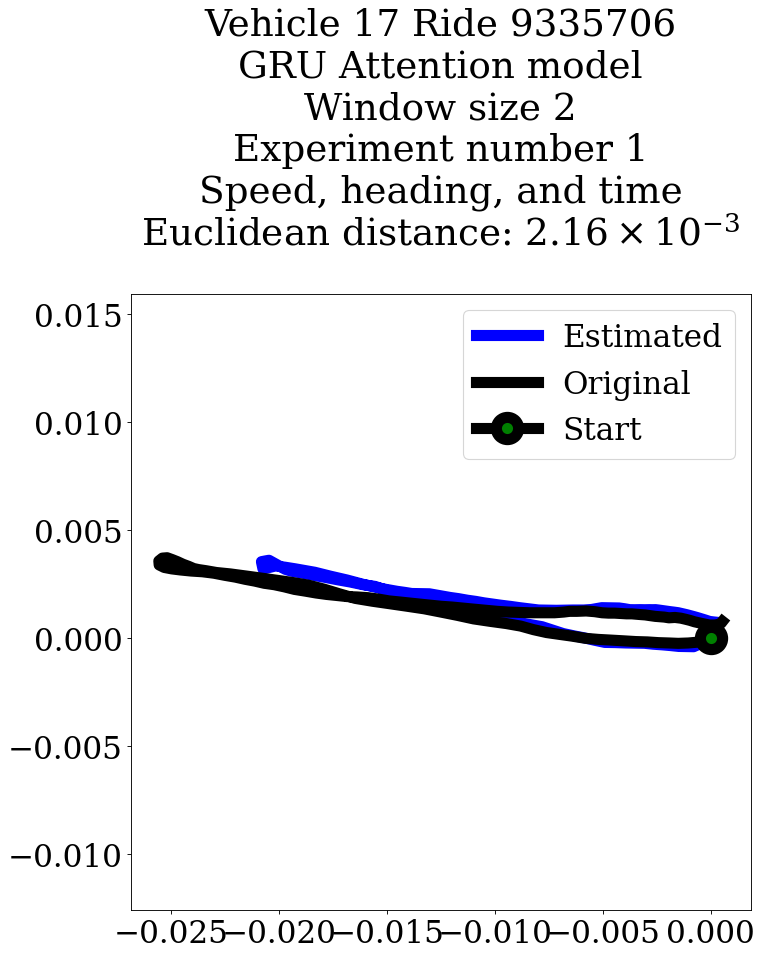 Vehicle 17 Ride 9335706
GRU Attention model
Window size 2
Experiment number 1
Speed, heading, and time
Euclidean distance: 2.16 × 10⁻³
Estimated
Original
Start
0.015
0.010
0.005
0.000
−0.005
−0.010
−0.025 −0.020 −0.015 −0.010 −0.005 0.000